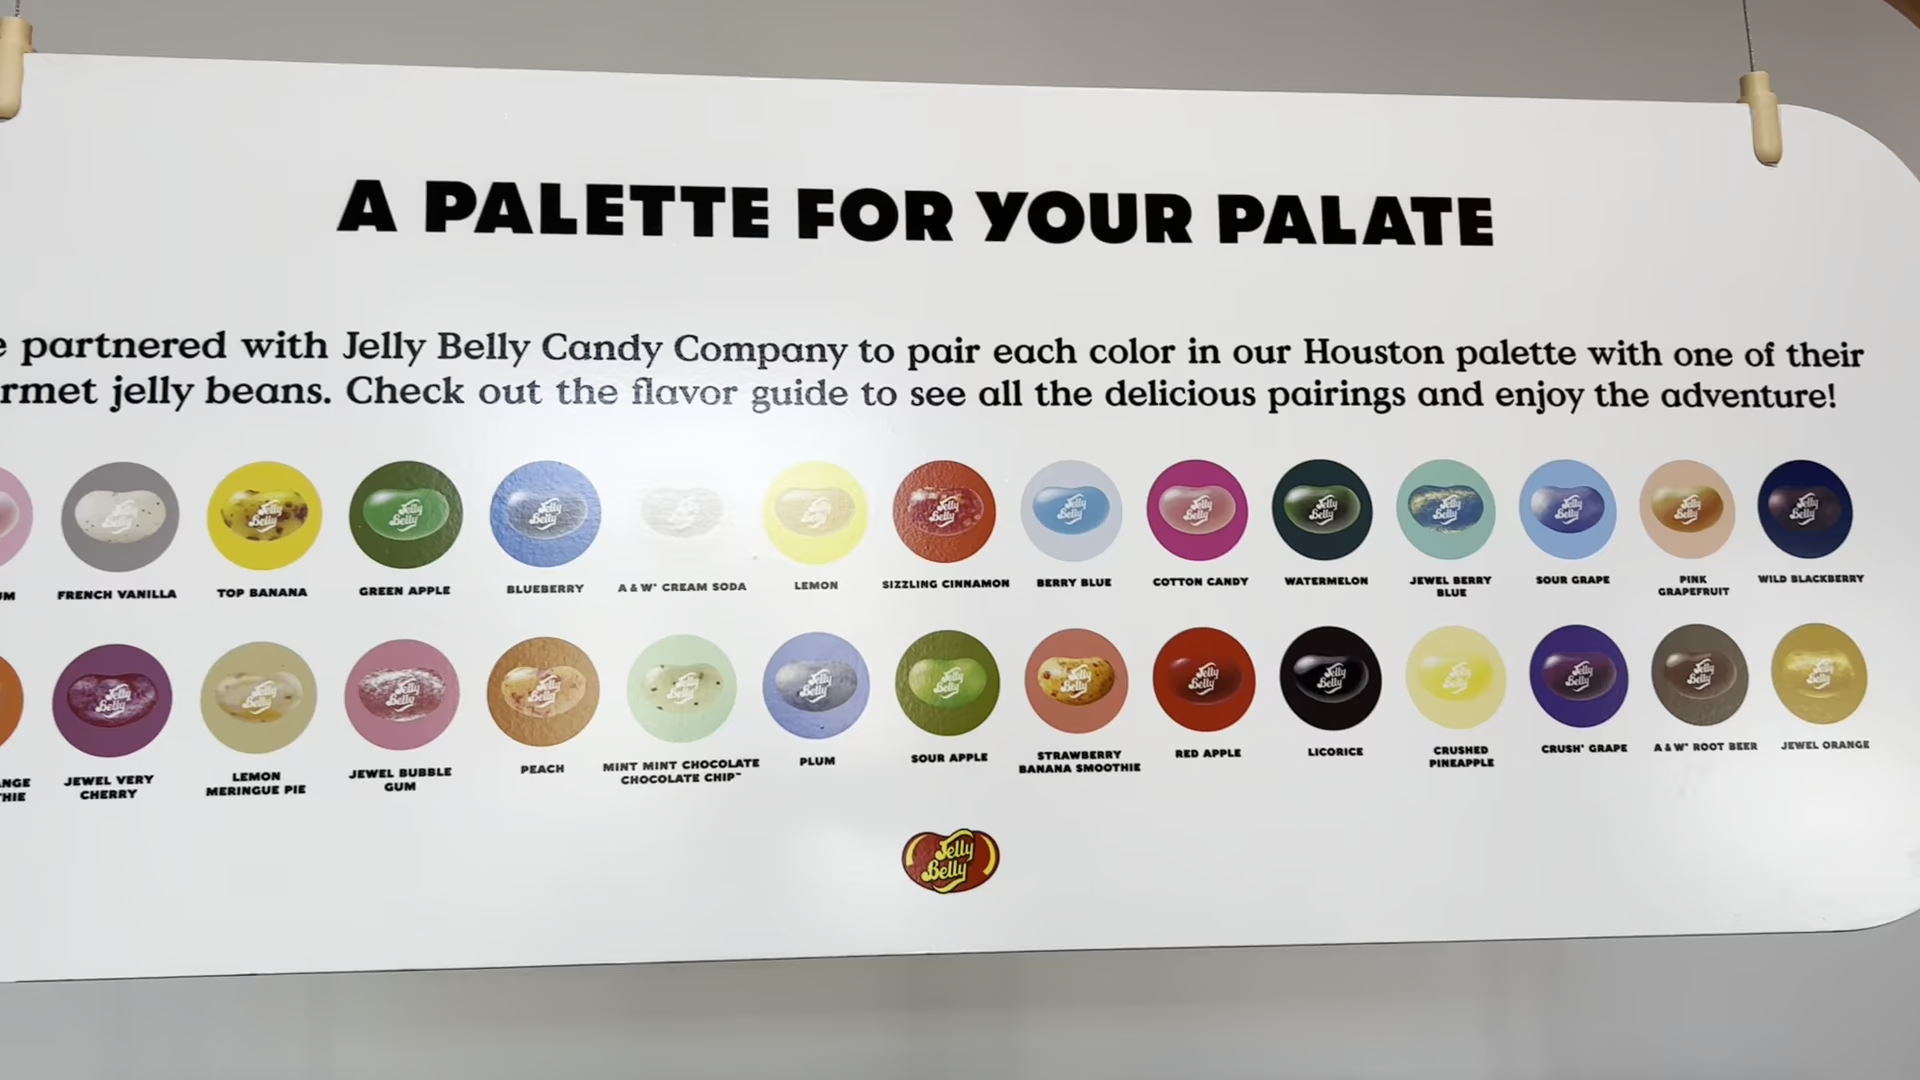 A PALETTE FOR YOUR PALATE
partnered with Jelly Belly Candy Company to pair each color in our Houston palette with one of their
rmet jelly beans. Check out the flavor guide to see all the delicious pairings and enjoy the adventure!
UM FRENCH VANILLA TOP BANANA GREEN APPLE BLUEBERRY A & W® CREAM SODA LEMON SIZZLING CINNAMON BERRY BLUE COTTON CANDY WATERMELON JEWEL BERRY BLUE SOUR GRAPE PINK GRAPEFRUIT WILD BLACKBERRY
NGE
HIE JEWEL VERY CHERRY LEMON MERINGUE PIE JEWEL BUBBLE GUM PEACH MINT MINT CHOCOLATE CHOCOLATE CHIP™ PLUM SOUR APPLE STRAWBERRY BANANA SMOOTHIE RED APPLE LICORICE CRUSHED PINEAPPLE CRUSH® GRAPE A & W® ROOT BEER JEWEL ORANGE
Jelly
Belly